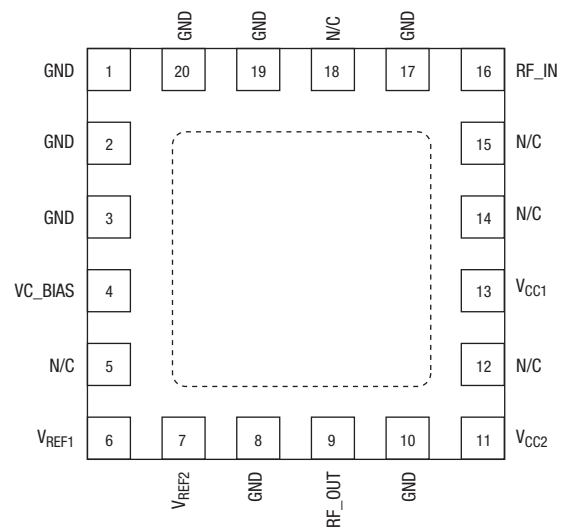 GND
GND
N/C
GND
GND 1 20 19 18 17 16 RF_IN
GND 2 15 N/C
GND 3 14 N/C
VC_BIAS 4 13 VCC1
N/C 5 12 N/C
VREF1 6 7 8 9 10 11 VCC2
VREF2
GND
RF_OUT
GND